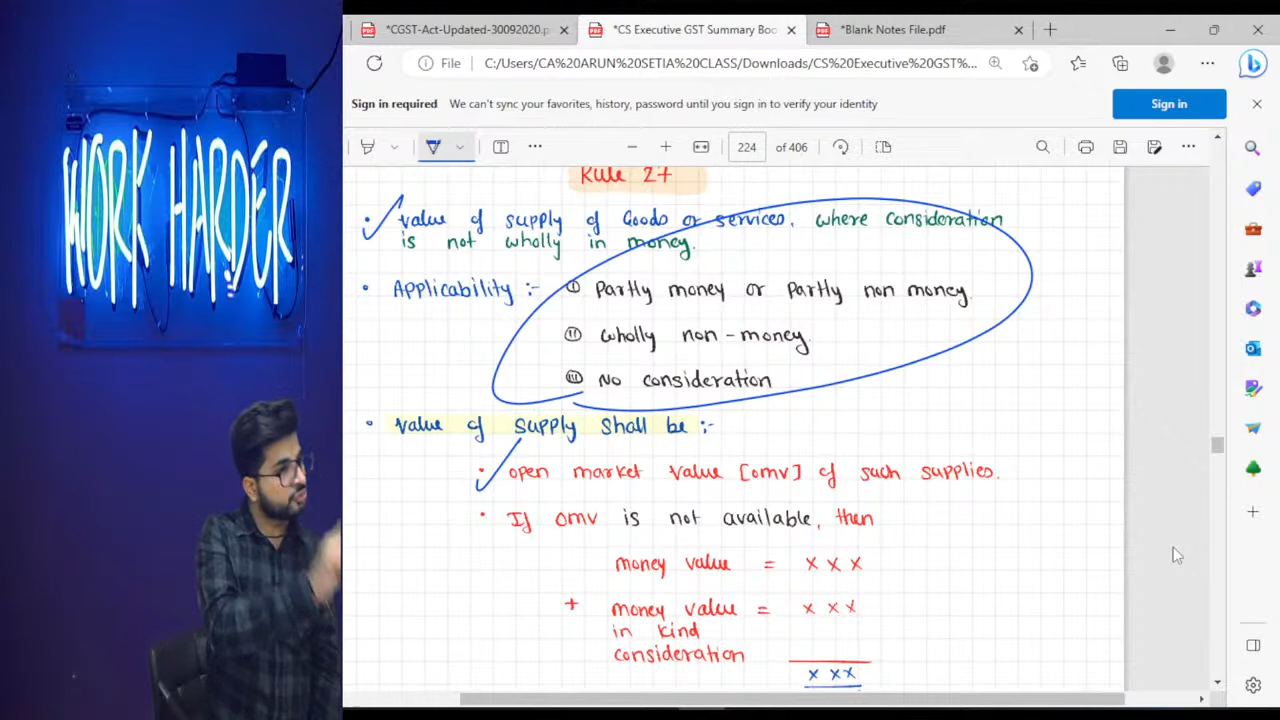 WORK HARDER
*CGST-Act-Updated-30092020.p
*CS Executive GST Summary Boo
*Blank Notes File.pdf
File
C:/Users/CA%20ARUN%20SETIA%20CLASS/Downloads/CS%20Executive%20GST%...
Sign in required We can't sync your favorites, history, password until you sign in to verify your identity
Sign in
224 of 406
Rule 27
• Value of supply of Goods or services, where consideration
is not wholly in money.
• Applicability :- (i) Partly money or partly non money.
(ii) wholly non-money.
(iii) No consideration
• Value of supply shall be :-
• open market value [omv] of such supplies.
• If omv is not available, then
money value = x x x
+ money value = x x x
in kind
consideration
x x x